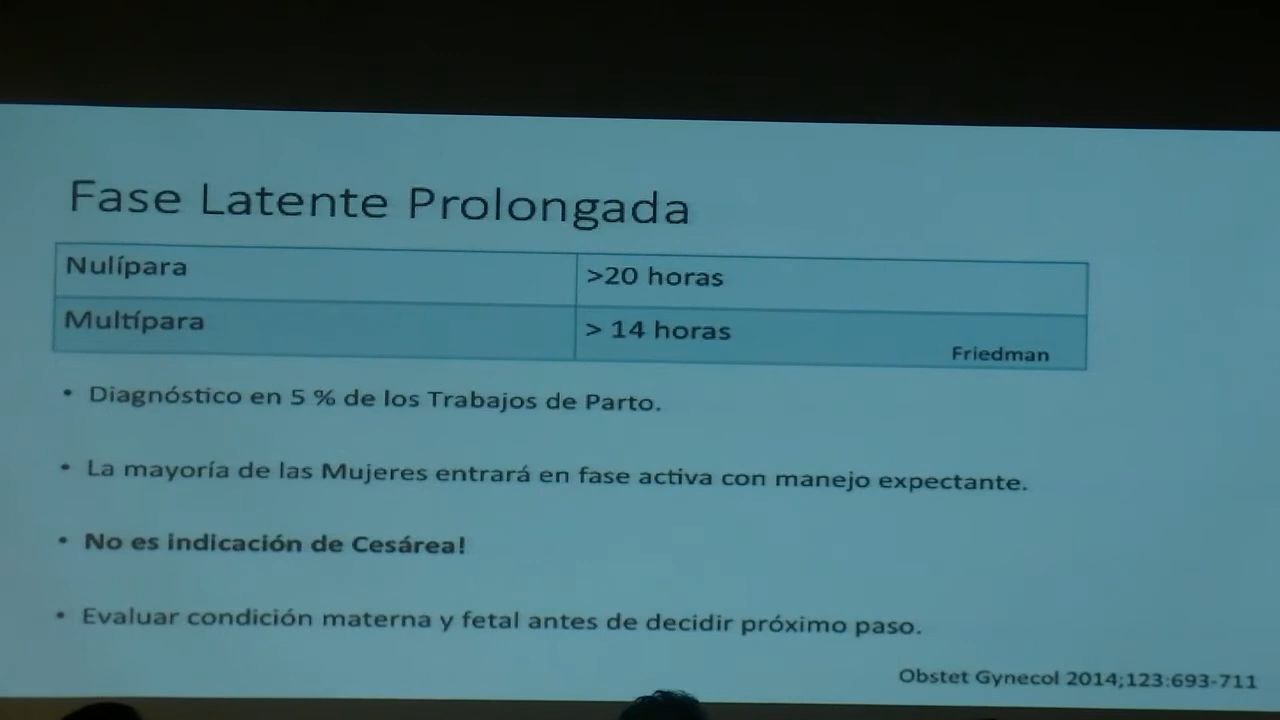 Fase Latente Prolongada
Nulípara >20 horas
Multípara > 14 horas
Friedman
• Diagnóstico en 5 % de los Trabajos de Parto.
• La mayoría de las Mujeres entrará en fase activa con manejo expectante.
• No es indicación de Cesárea!
• Evaluar condición materna y fetal antes de decidir próximo paso.
Obstet Gynecol 2014;123:693-711